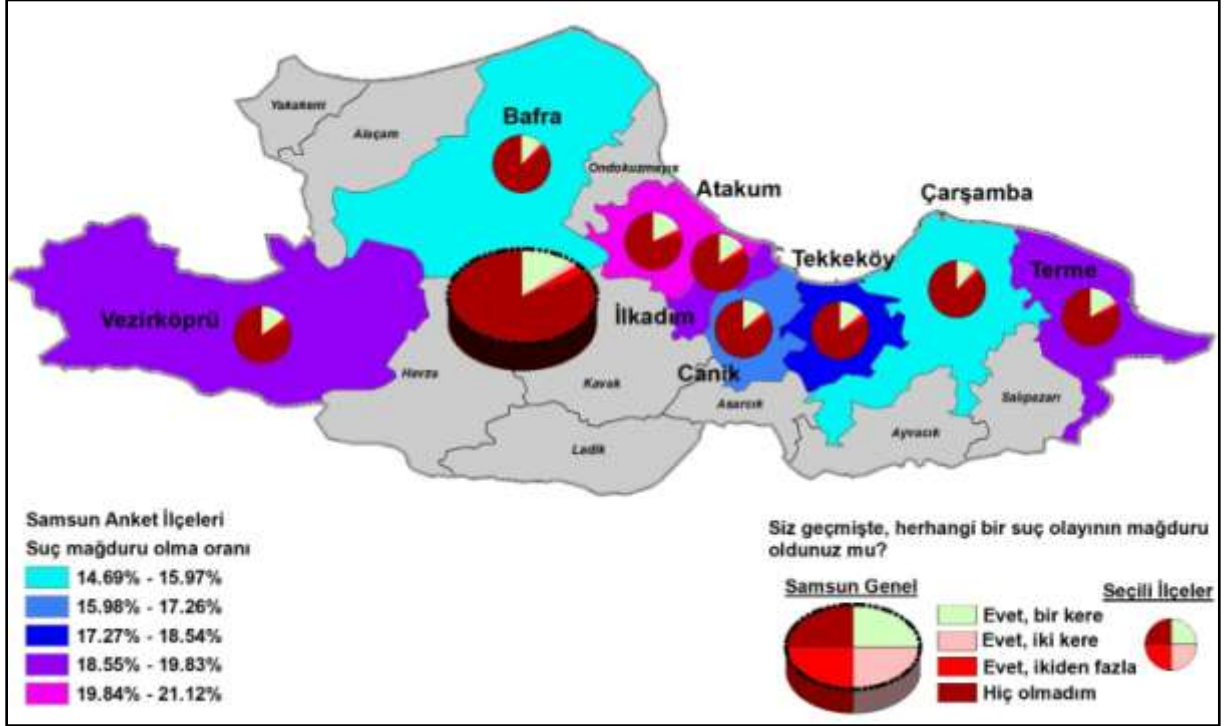 Bafra
Yakakent
Alaçam
Ondokuzmayıs
Atakum
Çarşamba
Tekkeköy
Terme
Vezirköprü
İlkadım
Canik
Havza
Kavak
Asarcık
Salıpazarı
Ayvacık
Ladik
Samsun Anket İlçeleri
Suç mağduru olma oranı
14.69% - 15.97%
15.98% - 17.26%
17.27% - 18.54%
18.55% - 19.83%
19.84% - 21.12%
Siz geçmişte, herhangi bir suç olayının mağduru
oldunuz mu?
Samsun Genel
Seçili İlçeler
Evet, bir kere
Evet, iki kere
Evet, ikiden fazla
Hiç olmadım